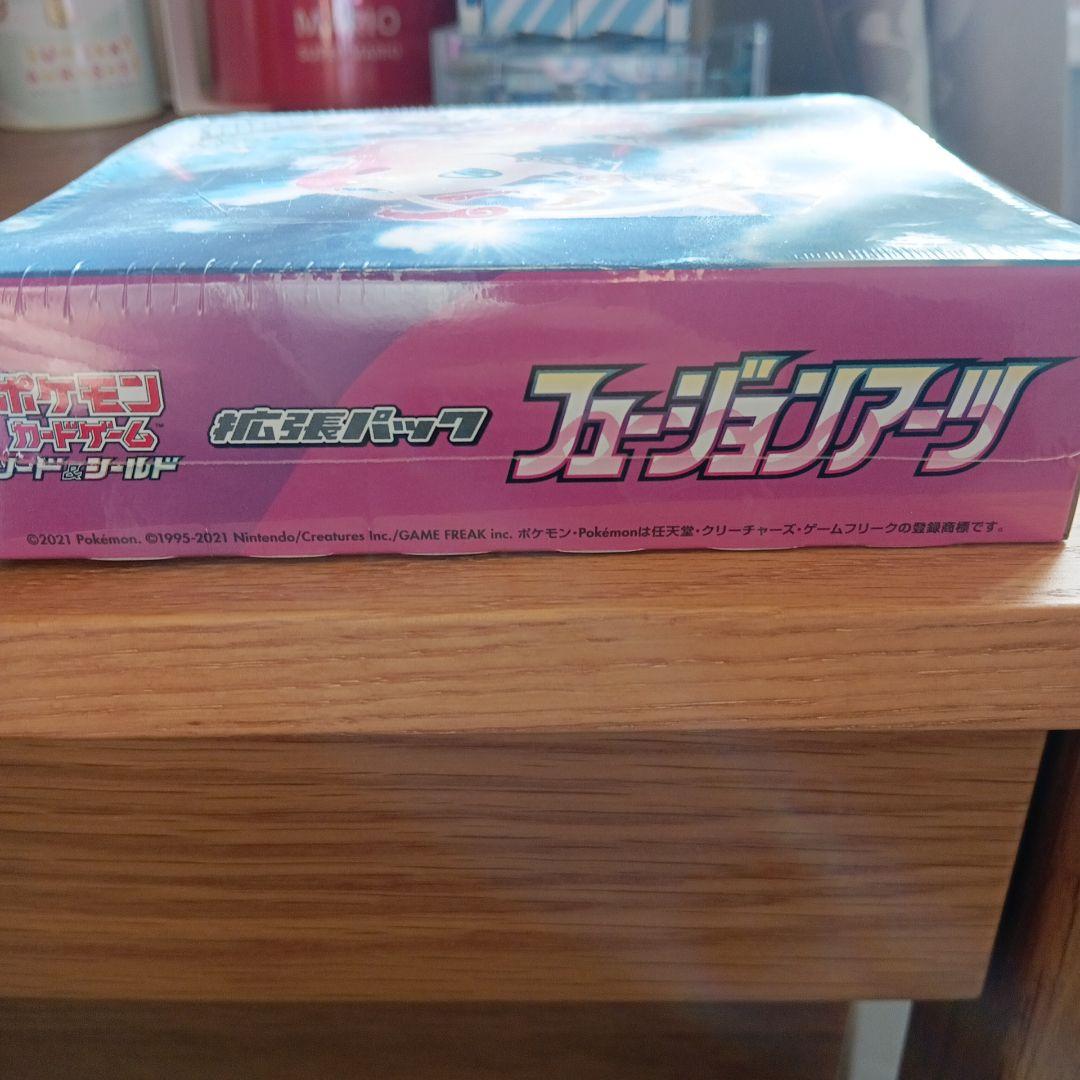 ポケモン
カードゲーム
ソード&シールド
拡張パック
フュージョンアーツ
©2021 Pokémon. ©1995-2021 Nintendo/Creatures Inc./GAME FREAK inc. ポケモン・Pokémonは任天堂・クリーチャーズ・ゲームフリークの登録商標です。